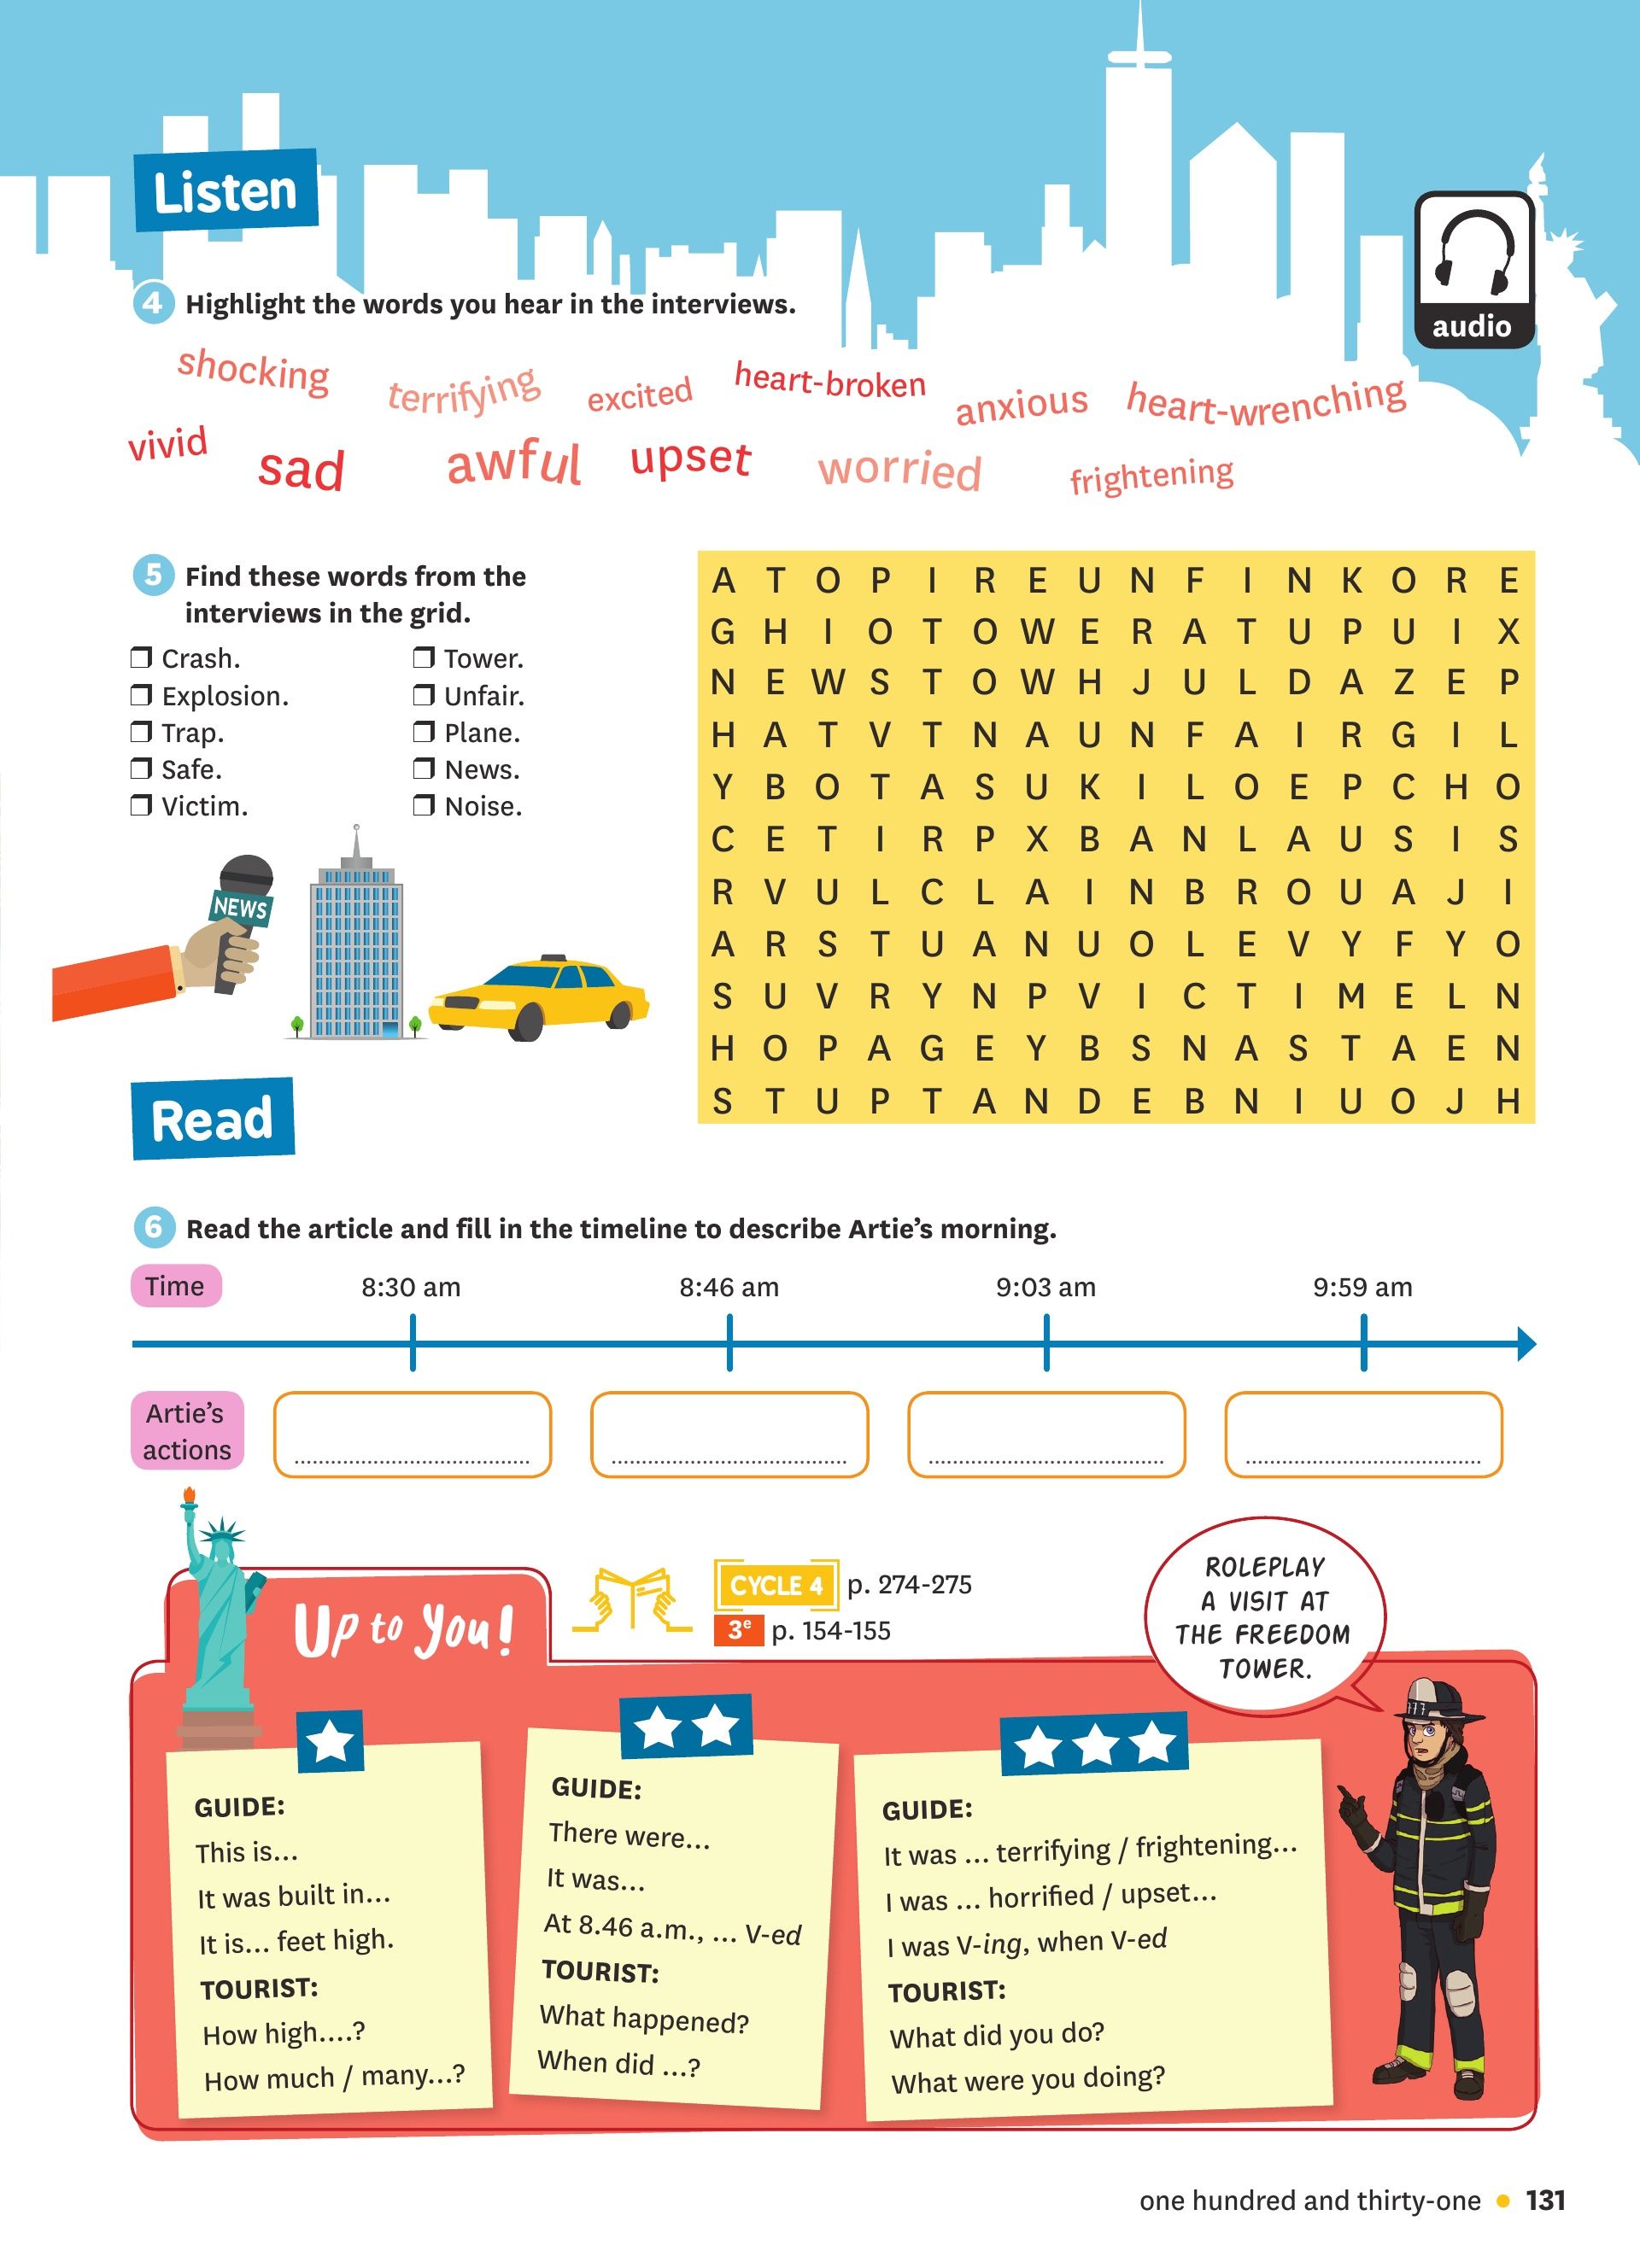 Listen
audio
4 Highlight the words you hear in the interviews.
shocking terrifying excited heart-broken anxious heart-wrenching
vivid sad awful upset worried frightening
5 Find these words from the
interviews in the grid.
❒ Crash.
❒ Explosion.
❒ Trap.
❒ Safe.
❒ Victim.
❒ Tower.
❒ Unfair.
❒ Plane.
❒ News.
❒ Noise.
NEWS
A T O P I R E U N F I N K O R E
G H I O T O W E R A T U P U I X
N E W S T O W H J U L D A Z E P
H A T V T N A U N F A I R G I L
Y B O T A S U K I L O E P C H O
C E T I R P X B A N L A U S I S
R V U L C L A I N B R O U A J I
A R S T U A N U O L E V Y F Y O
S U V R Y N P V I C T I M E L N
H O P A G E Y B S N A S T A E N
S T U P T A N D E B N I U O J H
Read
6 Read the article and fill in the timeline to describe Artie's morning.
Time 8:30 am 8:46 am 9:03 am 9:59 am
Artie's
actions
Up to You!
CYCLE 4 p. 274-275
3e p. 154-155
ROLEPLAY
A VISIT AT
THE FREEDOM
TOWER.
GUIDE:
This is...
It was built in...
It is... feet high.
TOURIST:
How high....?
How much / many...?
GUIDE:
There were...
It was...
At 8.46 a.m., ... V-ed
TOURIST:
What happened?
When did ...?
GUIDE:
It was ... terrifying / frightening...
I was ... horrified / upset...
I was V-ing, when V-ed
TOURIST:
What did you do?
What were you doing?
one hundred and thirty-one • 131